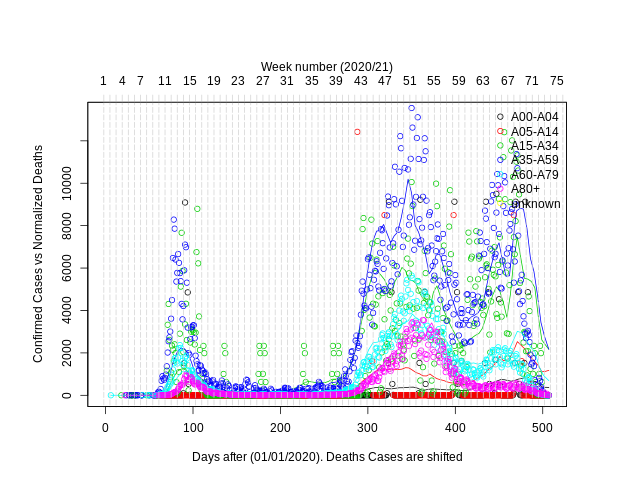 Week number (2020/21)
1 4 7 11 15 19 23 27 31 35 39 43 47 51 55 59 63 67 71 75
Confirmed Cases vs Normalized Deaths
0 2000 4000 6000 8000 10000
A00-A04
A05-A14
A15-A34
A35-A59
A60-A79
A80+
unknown
0 100 200 300 400 500
Days after (01/01/2020). Deaths Cases are shifted